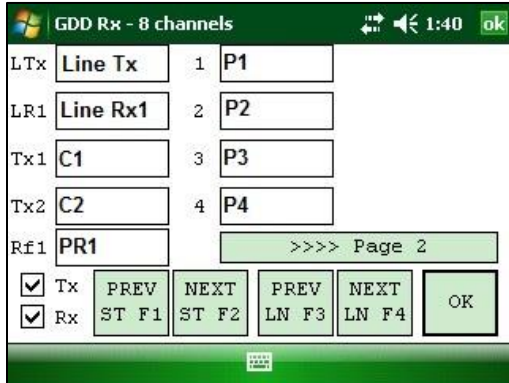 GDD Rx - 8 channels 1:40 ok
LTx Line Tx 1 P1
LR1 Line Rx1 2 P2
Tx1 C1 3 P3
Tx2 C2 4 P4
Rf1 PR1 >>>> Page 2
Tx PREV NEXT PREV NEXT OK
Rx ST F1 ST F2 LN F3 LN F4